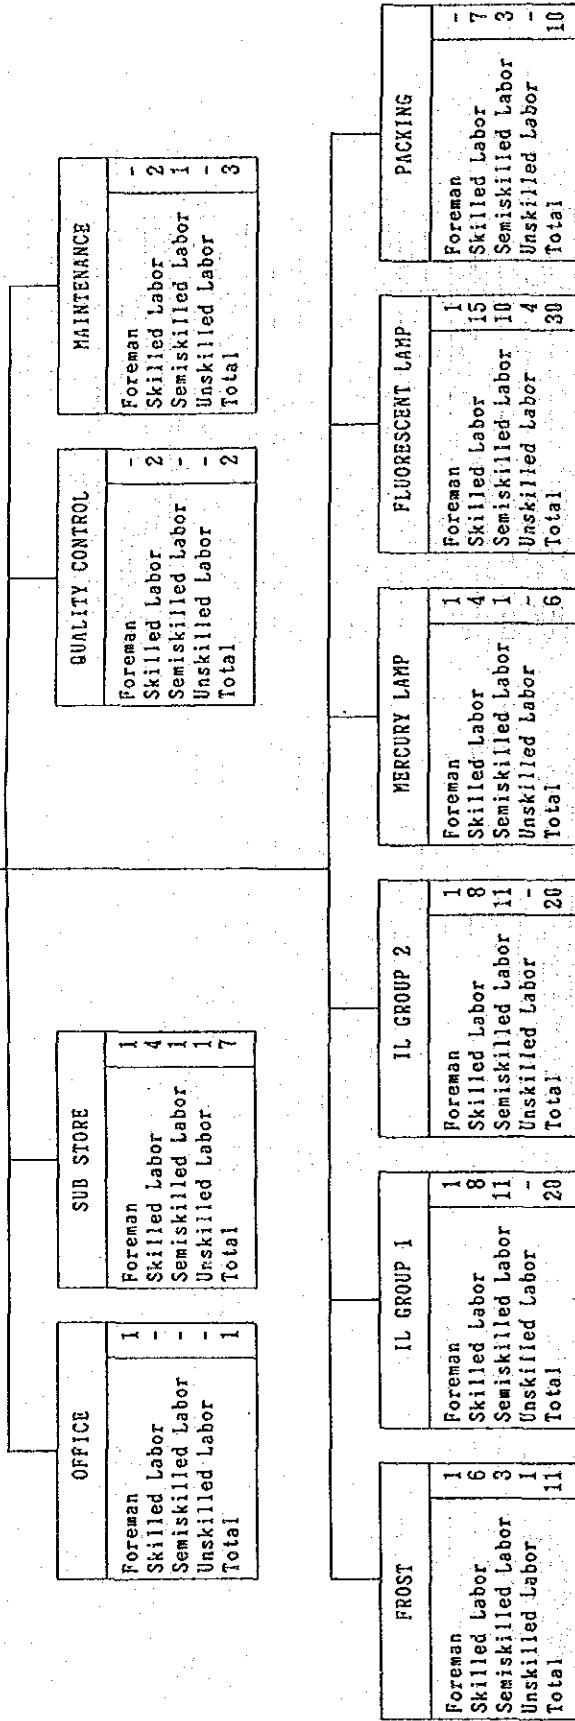 OFFICE
Foreman 1
Skilled Labor -
Semiskilled Labor -
Unskilled Labor -
Total 1
SUB STORE
Foreman 1
Skilled Labor 4
Semiskilled Labor 1
Unskilled Labor 1
Total 7
QUALITY CONTROL
Foreman -
Skilled Labor 2
Semiskilled Labor -
Unskilled Labor -
Total 2
MAINTENANCE
Foreman -
Skilled Labor 2
Semiskilled Labor 1
Unskilled Labor -
Total 3
FROST
Foreman 1
Skilled Labor 6
Semiskilled Labor 3
Unskilled Labor 1
Total 11
IL GROUP 1
Foreman 1
Skilled Labor 8
Semiskilled Labor 11
Unskilled Labor -
Total 20
IL GROUP 2
Foreman 1
Skilled Labor 8
Semiskilled Labor 11
Unskilled Labor -
Total 20
MERCURY LAMP
Foreman 1
Skilled Labor 4
Semiskilled Labor 1
Unskilled Labor -
Total 6
FLUORESCENT LAMP
Foreman 1
Skilled Labor 15
Semiskilled Labor 10
Unskilled Labor 4
Total 30
PACKING
Foreman -
Skilled Labor 7
Semiskilled Labor 3
Unskilled Labor -
Total 10